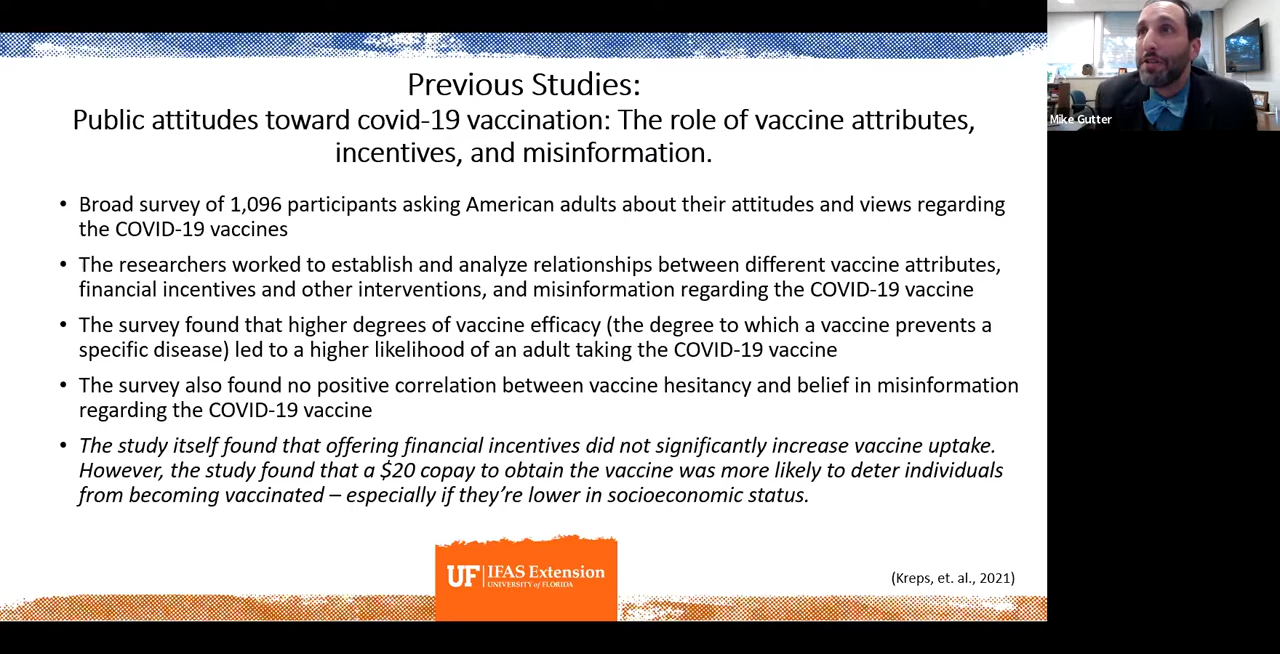 Previous Studies:
Public attitudes toward covid-19 vaccination: The role of vaccine attributes,
incentives, and misinformation.
• Broad survey of 1,096 participants asking American adults about their attitudes and views regarding
the COVID-19 vaccines
• The researchers worked to establish and analyze relationships between different vaccine attributes,
financial incentives and other interventions, and misinformation regarding the COVID-19 vaccine
• The survey found that higher degrees of vaccine efficacy (the degree to which a vaccine prevents a
specific disease) led to a higher likelihood of an adult taking the COVID-19 vaccine
• The survey also found no positive correlation between vaccine hesitancy and belief in misinformation
regarding the COVID-19 vaccine
• The study itself found that offering financial incentives did not significantly increase vaccine uptake.
However, the study found that a $20 copay to obtain the vaccine was more likely to deter individuals
from becoming vaccinated – especially if they're lower in socioeconomic status.
UF IFAS Extension
UNIVERSITY of FLORIDA
(Kreps, et. al., 2021)
Mike Gutter